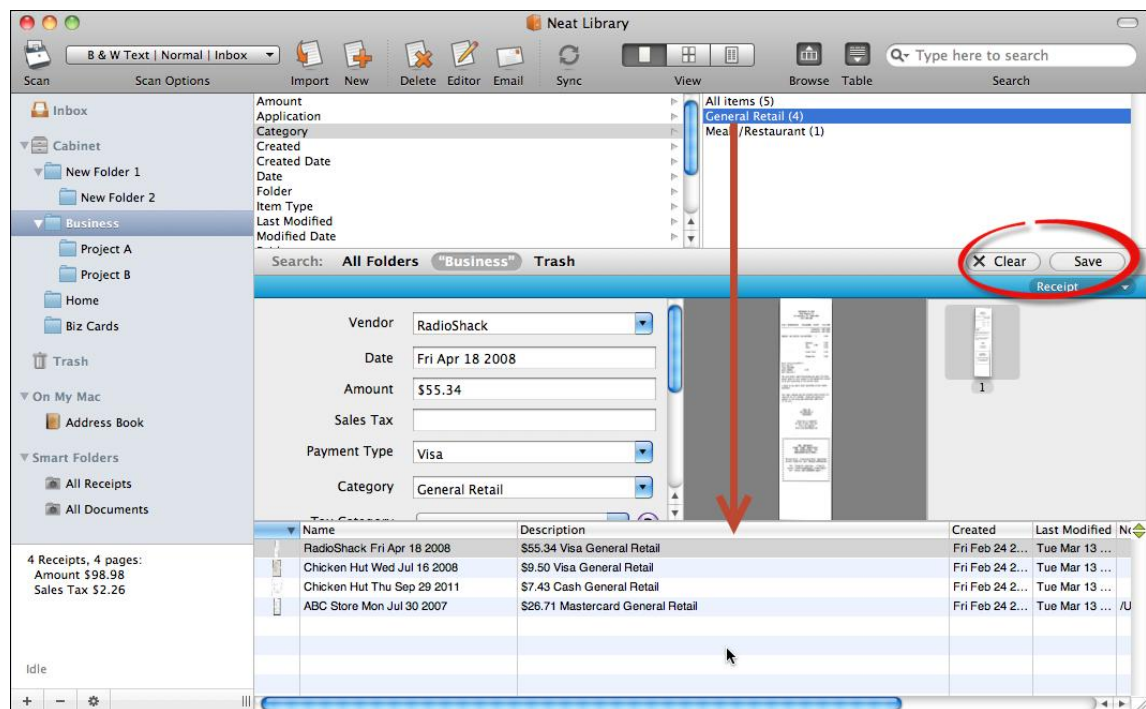 Neat Library
B & W Text | Normal | Inbox
Type here to search
Scan Scan Options Import New Delete Editor Email Sync View Browse Table Search
Inbox
Cabinet
New Folder 1
New Folder 2
Business
Project A
Project B
Home
Biz Cards
Trash
On My Mac
Address Book
Smart Folders
All Receipts
All Documents
4 Receipts, 4 pages:
Amount $98.98
Sales Tax $2.26
Idle
Amount
Application
Category
Created
Created Date
Date
Folder
Item Type
Last Modified
Modified Date
All items (5)
General Retail (4)
/Restaurant (1)
Search: All Folders "Business" Trash
X Clear Save
Receipt
Vendor RadioShack
Date Fri Apr 18 2008
Amount $55.34
Sales Tax
Payment Type Visa
Category General Retail
Tax Category
1
Name Description Created Last Modified
RadioShack Fri Apr 18 2008 $55.34 Visa General Retail Fri Feb 24 2... Tue Mar 13 ...
Chicken Hut Wed Jul 16 2008 $9.50 Visa General Retail Fri Feb 24 2... Tue Mar 13 ...
Chicken Hut Thu Sep 29 2011 $7.43 Cash General Retail Fri Feb 24 2... Tue Mar 13 ...
ABC Store Mon Jul 30 2007 $26.71 Mastercard General Retail Fri Feb 24 2... Tue Mar 13 ... /U